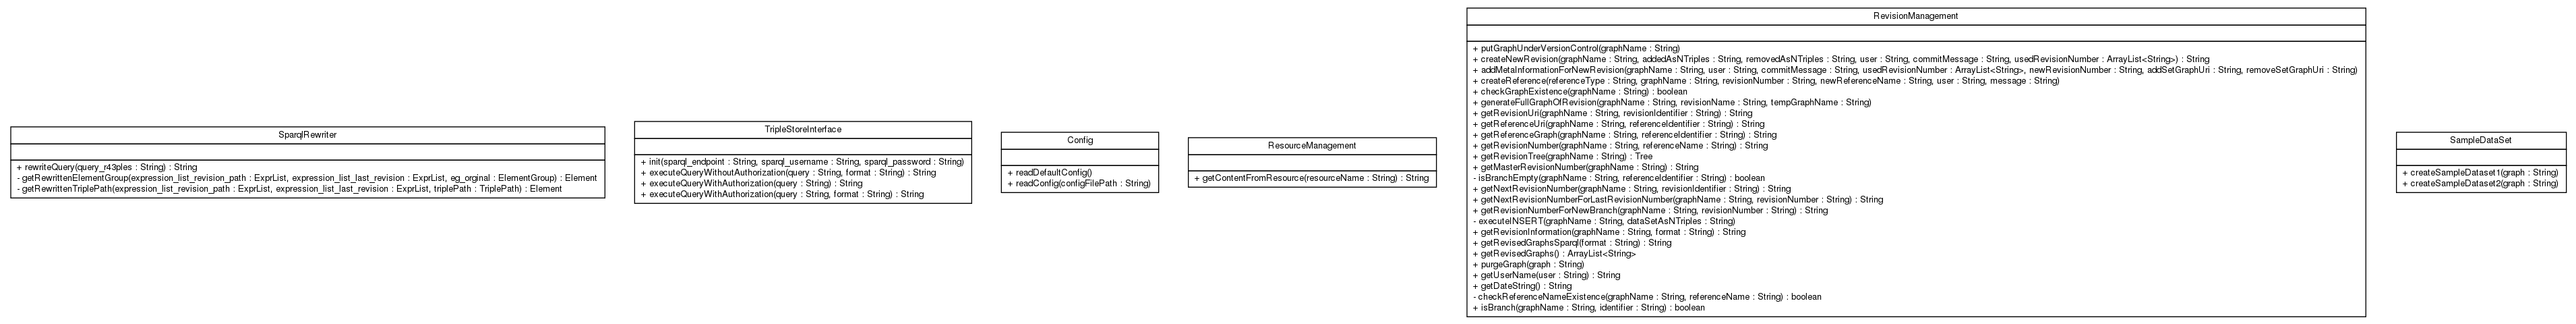 SparqlRewriter
+ rewriteQuery(query_r43ples : String) : String
- getRewrittenElementGroup(expression_list_revision_path : ExprList, expression_list_last_revision : ExprList, eg_orginal : ElementGroup) : Element
- getRewrittenTriplePath(expression_list_revision_path : ExprList, expression_list_last_revision : ExprList, triplePath : TriplePath) : Element
TripleStoreInterface
+ init(sparql_endpoint : String, sparql_username : String, sparql_password : String)
+ executeQueryWithoutAuthorization(query : String, format : String) : String
+ executeQueryWithAuthorization(query : String) : String
+ executeQueryWithAuthorization(query : String, format : String) : String
Config
+ readDefaultConfig()
+ readConfig(configFilePath : String)
ResourceManagement
+ getContentFromResource(resourceName : String) : String
RevisionManagement
+ putGraphUnderVersionControl(graphName : String)
+ createNewRevision(graphName : String, addedAsNTriples : String, removedAsNTriples : String, user : String, commitMessage : String, usedRevisionNumber : ArrayList<String>) : String
+ addMetaInformationForNewRevision(graphName : String, user : String, commitMessage : String, usedRevisionNumber : ArrayList<String>, newRevisionNumber : String, addSetGraphUri : String, removeSetGraphUri : String)
+ createReference(referenceType : String, graphName : String, revisionNumber : String, newReferenceName : String, user : String, message : String)
+ checkGraphExistence(graphName : String) : boolean
+ generateFullGraphOfRevision(graphName : String, revisionName : String, tempGraphName : String)
+ getRevisionUri(graphName : String, revisionIdentifier : String) : String
+ getReferenceUri(graphName : String, referenceIdentifier : String) : String
+ getReferenceGraph(graphName : String, referenceIdentifier : String) : String
+ getRevisionNumber(graphName : String, referenceName : String) : String
+ getRevisionTree(graphName : String) : Tree
+ getMasterRevisionNumber(graphName : String) : String
- isBranchEmpty(graphName : String, referenceIdentifier : String) : boolean
+ getNextRevisionNumber(graphName : String, revisionIdentifier : String) : String
+ getNextRevisionNumberForLastRevisionNumber(graphName : String, revisionNumber : String) : String
+ getRevisionNumberForNewBranch(graphName : String, revisionNumber : String) : String
- executeINSERT(graphName : String, dataSetAsNTriples : String)
+ getRevisionInformation(graphName : String, format : String) : String
+ getRevisedGraphsSparql(format : String) : String
+ getRevisedGraphs() : ArrayList<String>
+ purgeGraph(graph : String)
+ getUserName(user : String) : String
+ getDateString() : String
- checkReferenceNameExistence(graphName : String, referenceName : String) : boolean
+ isBranch(graphName : String, identifier : String) : boolean
SampleDataSet
+ createSampleDataset1(graph : String)
+ createSampleDataset2(graph : String)